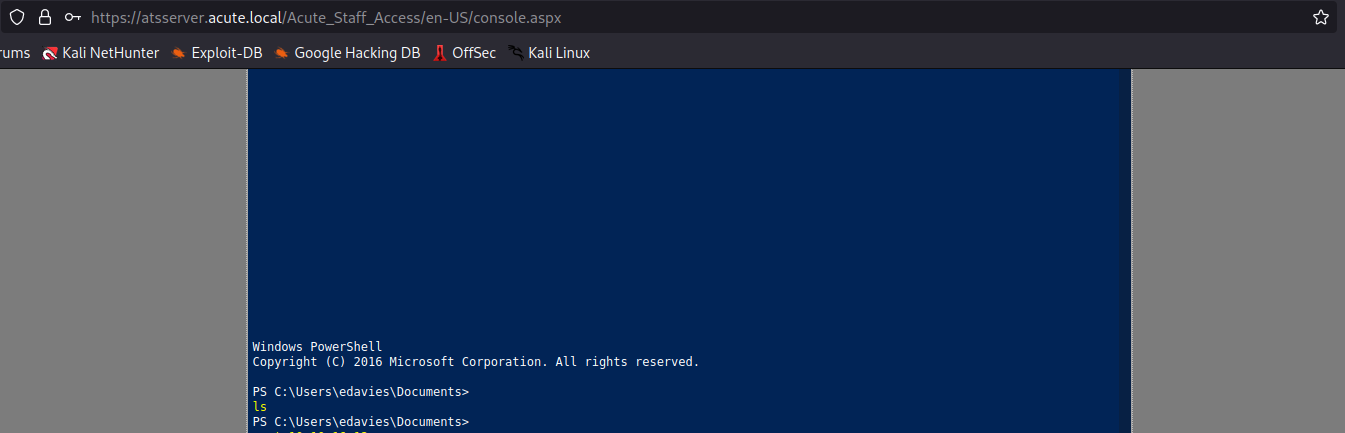 https://atsserver.acute.local/Acute_Staff_Access/en-US/console.aspx
rums Kali NetHunter Exploit-DB Google Hacking DB OffSec Kali Linux
Windows PowerShell
Copyright (C) 2016 Microsoft Corporation. All rights reserved.
PS C:\Users\edavies\Documents>
ls
PS C:\Users\edavies\Documents>